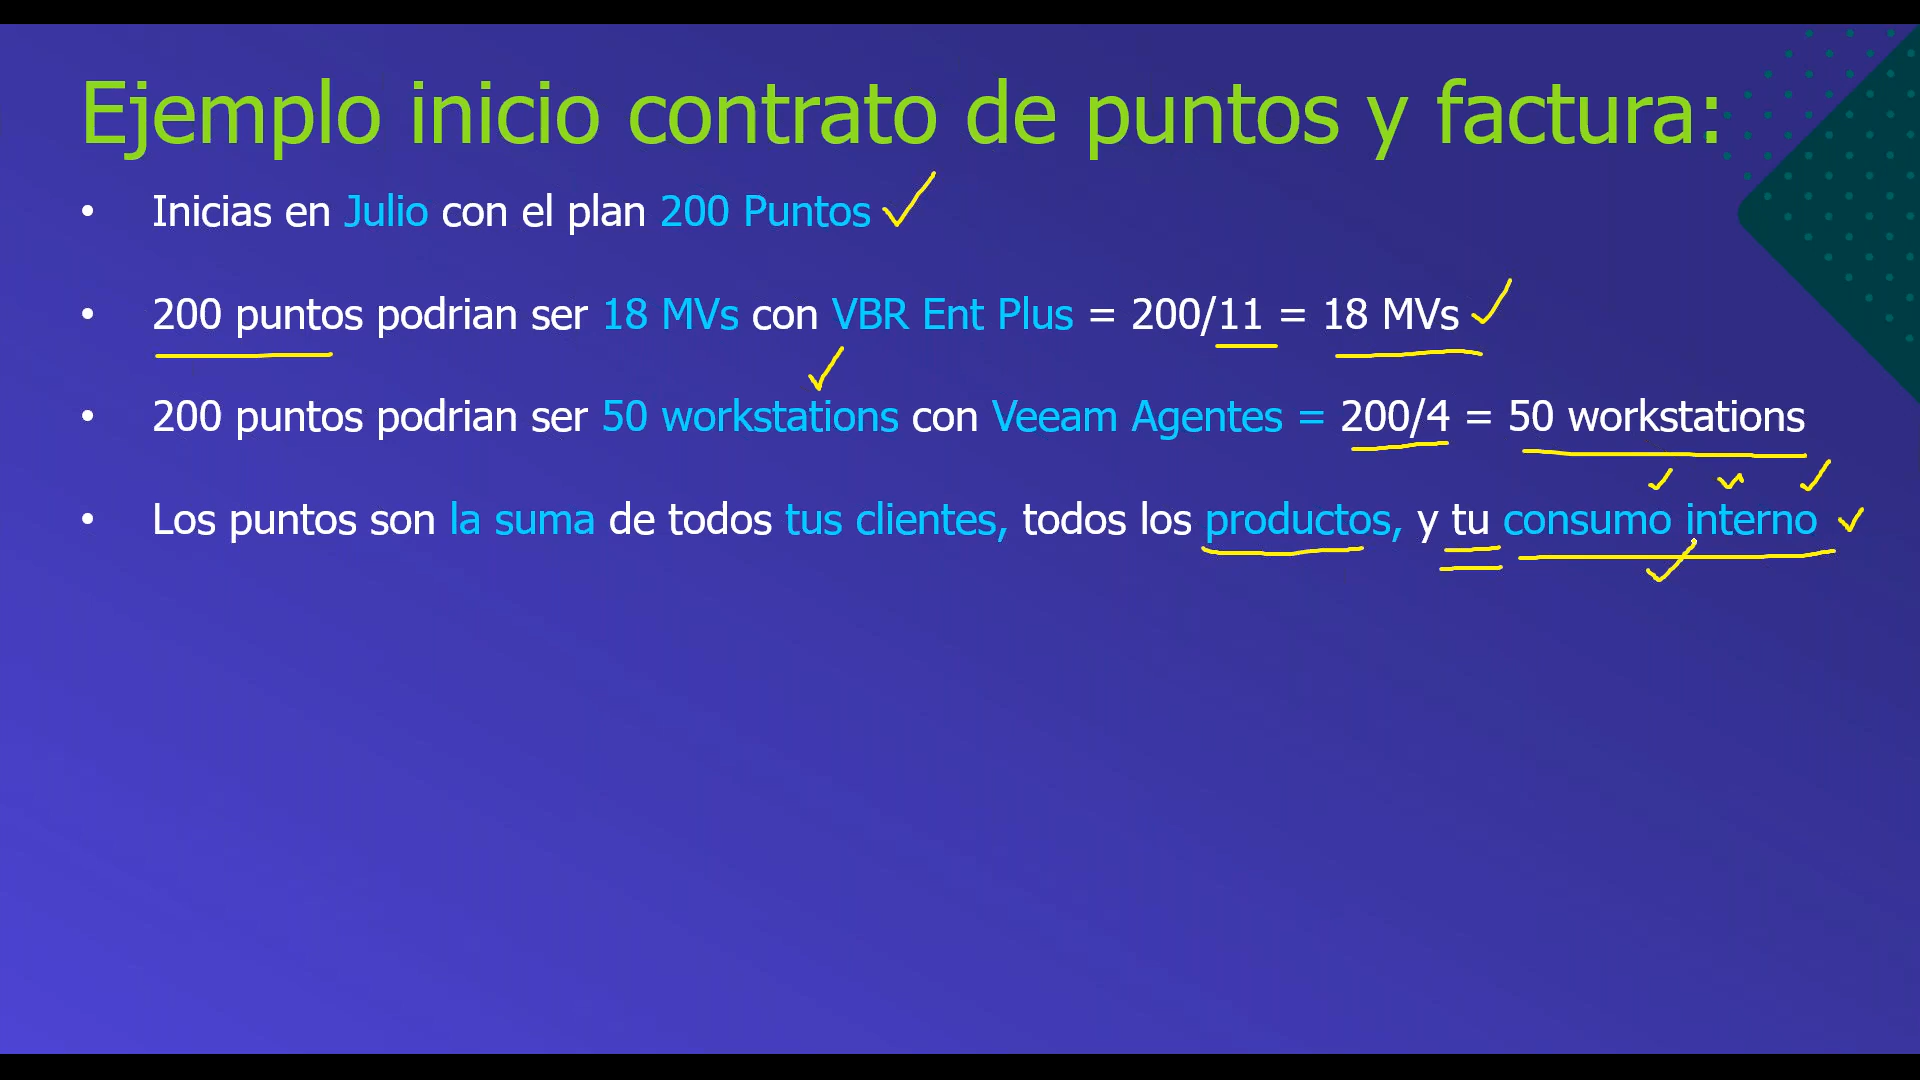 Ejemplo inicio contrato de puntos y factura:
• Inicias en Julio con el plan 200 Puntos
• 200 puntos podrian ser 18 MVs con VBR Ent Plus = 200/11 = 18 MVs
• 200 puntos podrian ser 50 workstations con Veeam Agentes = 200/4 = 50 workstations
• Los puntos son la suma de todos tus clientes, todos los productos, y tu consumo interno